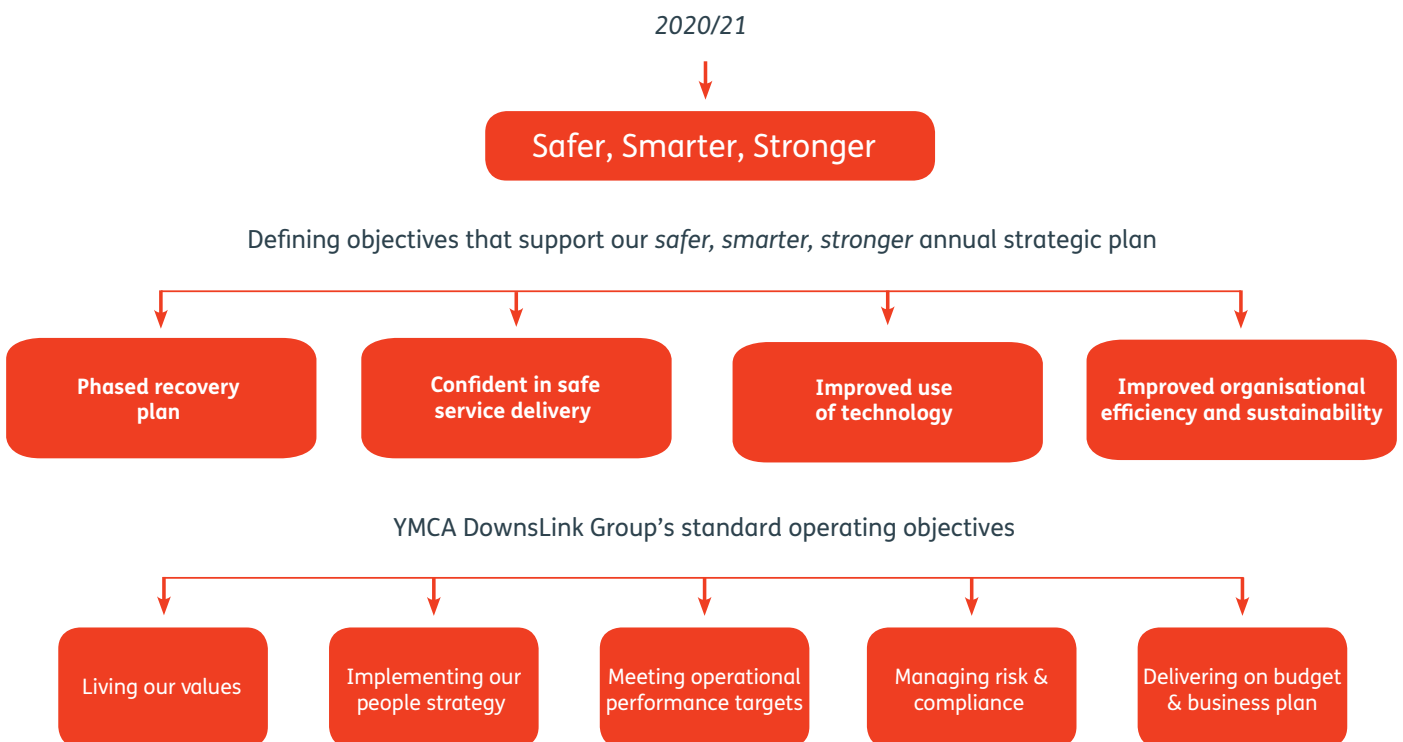 2020/21
Safer, Smarter, Stronger
Defining objectives that support our safer, smarter, stronger annual strategic plan
Phased recovery
plan
Confident in safe
service delivery
Improved use
of technology
Improved organisational
efficiency and sustainability
YMCA DownsLink Group’s standard operating objectives
Living our values
Implementing our
people strategy
Meeting operational
performance targets
Managing risk &
compliance
Delivering on budget
& business plan